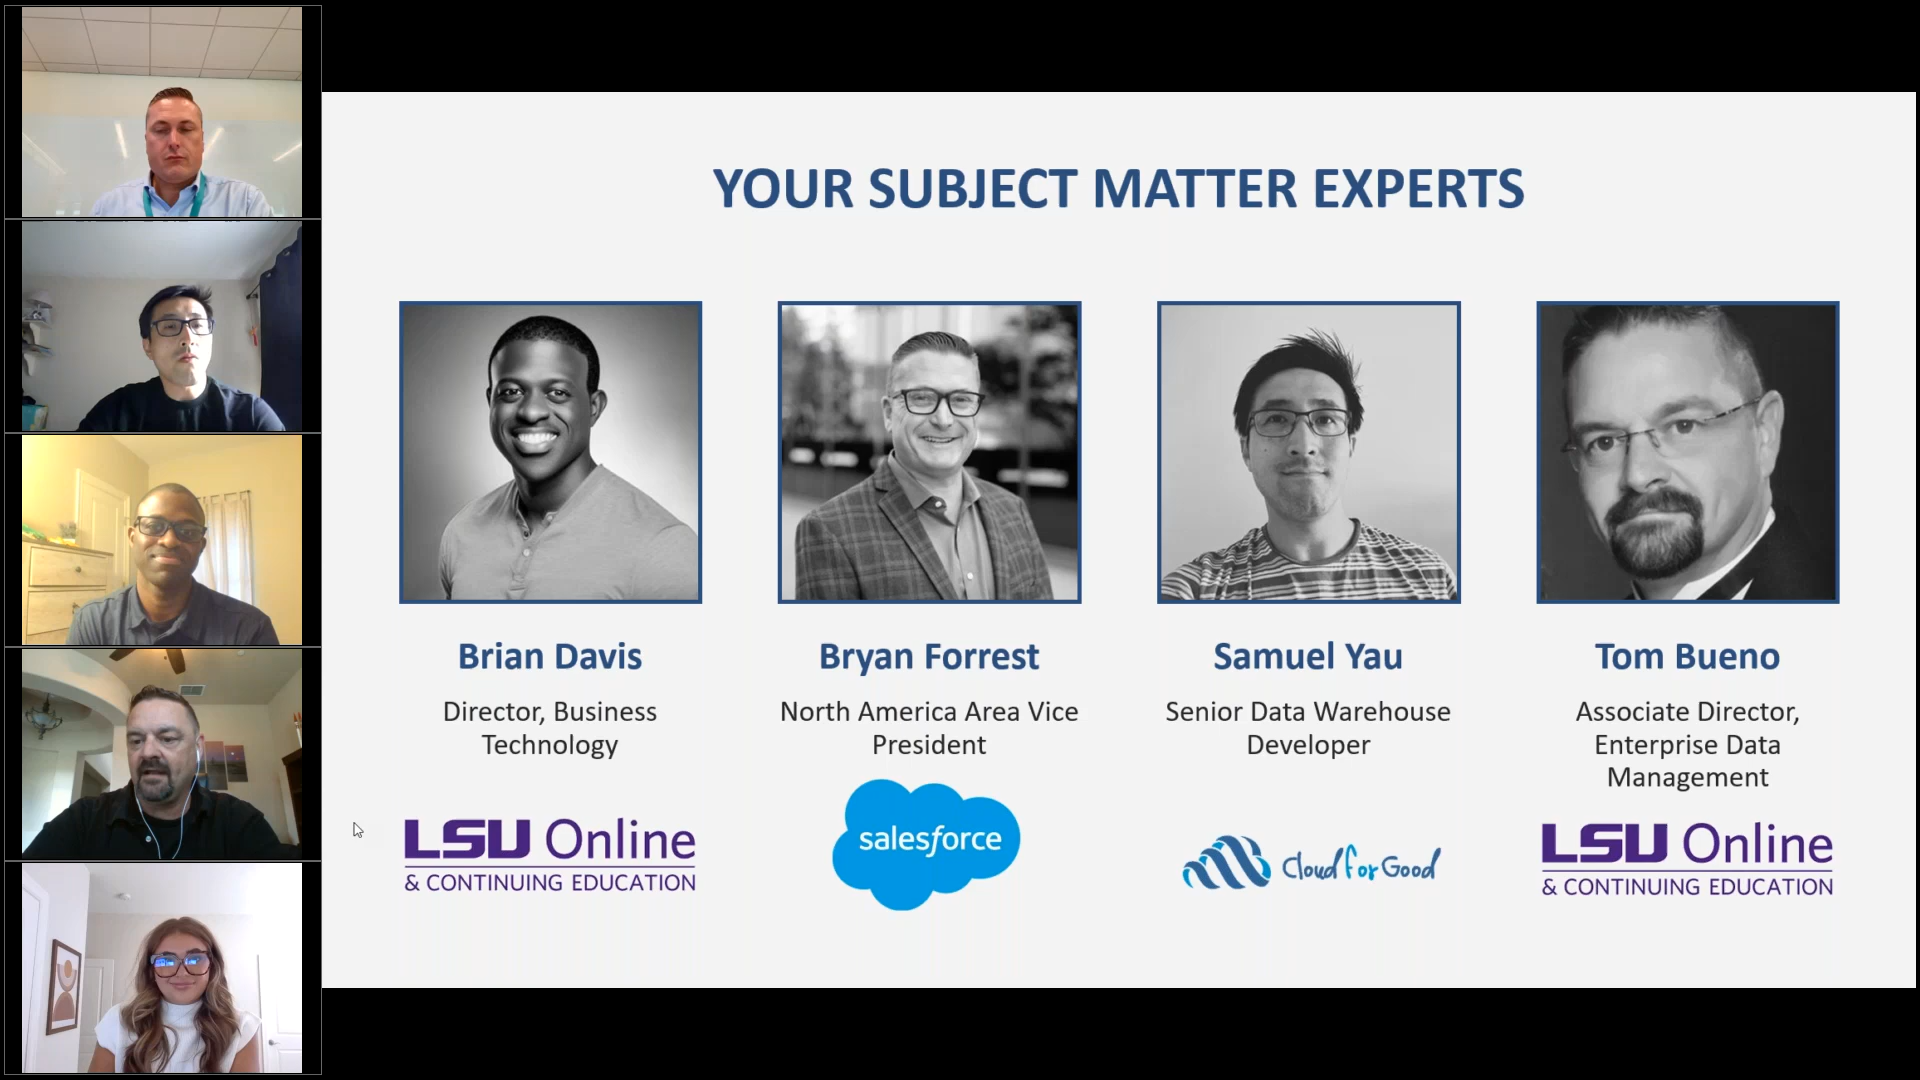 YOUR SUBJECT MATTER EXPERTS
Brian Davis
Director, Business
Technology
LSU Online
& CONTINUING EDUCATION
Bryan Forrest
North America Area Vice
President
salesforce
Samuel Yau
Senior Data Warehouse
Developer
Cloud for Good
Tom Bueno
Associate Director,
Enterprise Data
Management
LSU Online
& CONTINUING EDUCATION